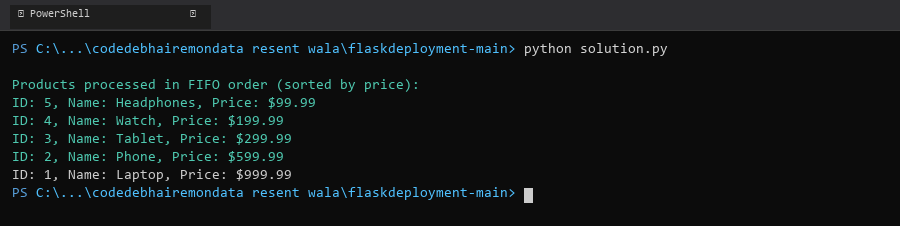 PowerShell
PS C:\...\codedebhairemondata resent wala\flaskdeployment-main> python solution.py
Products processed in FIFO order (sorted by price):
ID: 5, Name: Headphones, Price: $99.99
ID: 4, Name: Watch, Price: $199.99
ID: 3, Name: Tablet, Price: $299.99
ID: 2, Name: Phone, Price: $599.99
ID: 1, Name: Laptop, Price: $999.99
PS C:\...\codedebhairemondata resent wala\flaskdeployment-main>